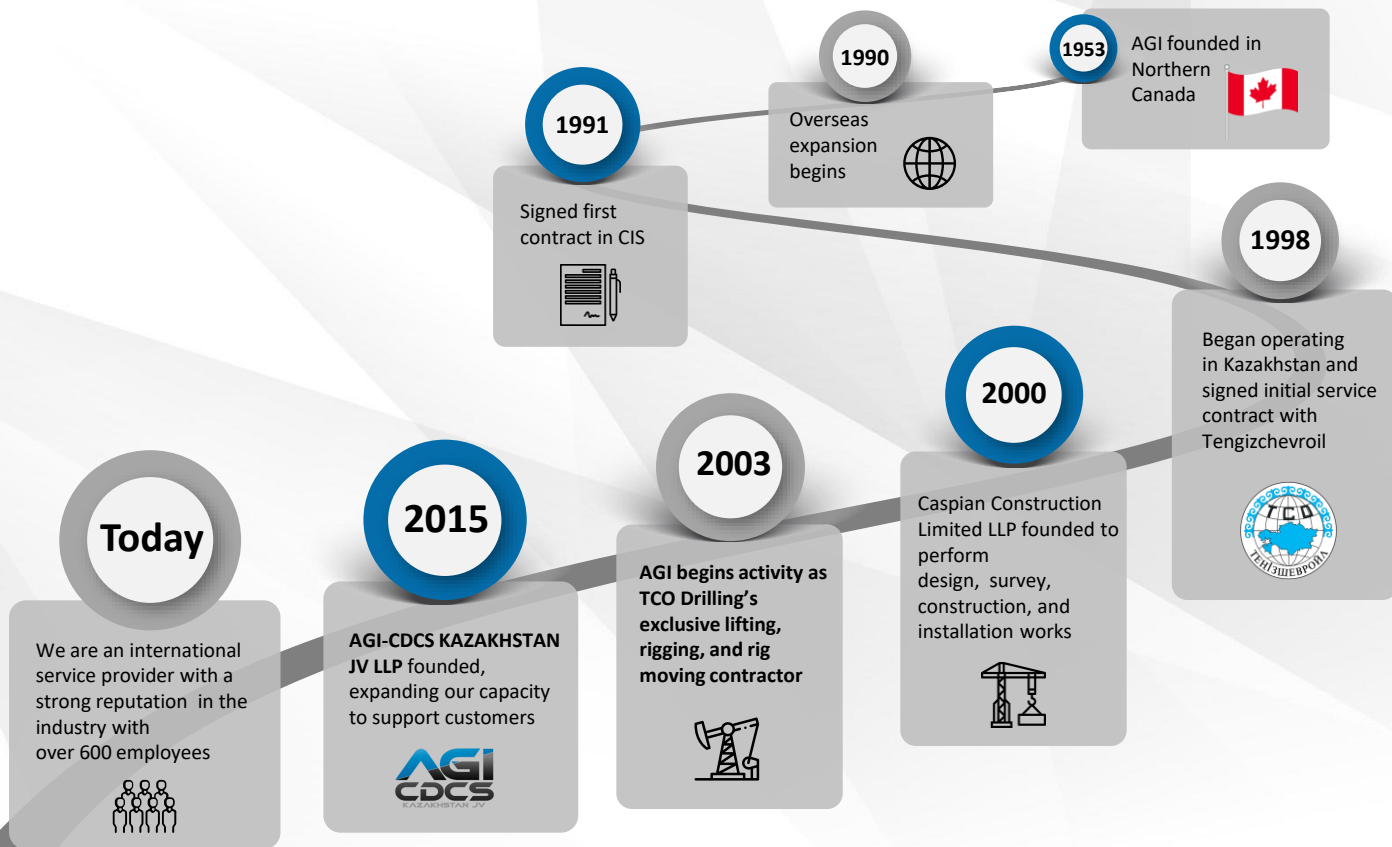 1953
AGI founded in
Northern
Canada
1990
Overseas
expansion
begins
1991
Signed first
contract in CIS
1998
Began operating
in Kazakhstan and
signed initial service
contract with
Tengizchevroil
TCO
ТЕҢІЗШЕВРОЙЛ
2000
Caspian Construction
Limited LLP founded to
perform
design, survey,
construction, and
installation works
2003
AGI begins activity as
TCO Drilling’s
exclusive lifting,
rigging, and rig
moving contractor
2015
AGI-CDCS KAZAKHSTAN
JV LLP founded,
expanding our capacity
to support customers
AGI
CDCS
KAZAKHSTAN JV
Today
We are an international
service provider with a
strong reputation in the
industry with
over 600 employees